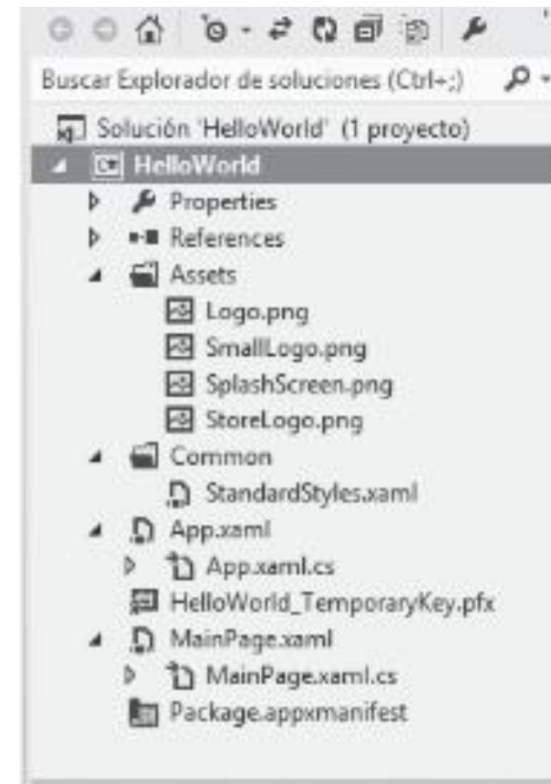 Buscar Explorador de soluciones (Ctrl+;)
Solución 'HelloWorld' (1 proyecto)
HelloWorld
Properties
References
Assets
Logo.png
SmallLogo.png
SplashScreen.png
StoreLogo.png
Common
StandardStyles.xaml
App.xaml
App.xaml.cs
HelloWorld_TemporaryKey.pfx
MainPage.xaml
MainPage.xaml.cs
Package.appxmanifest